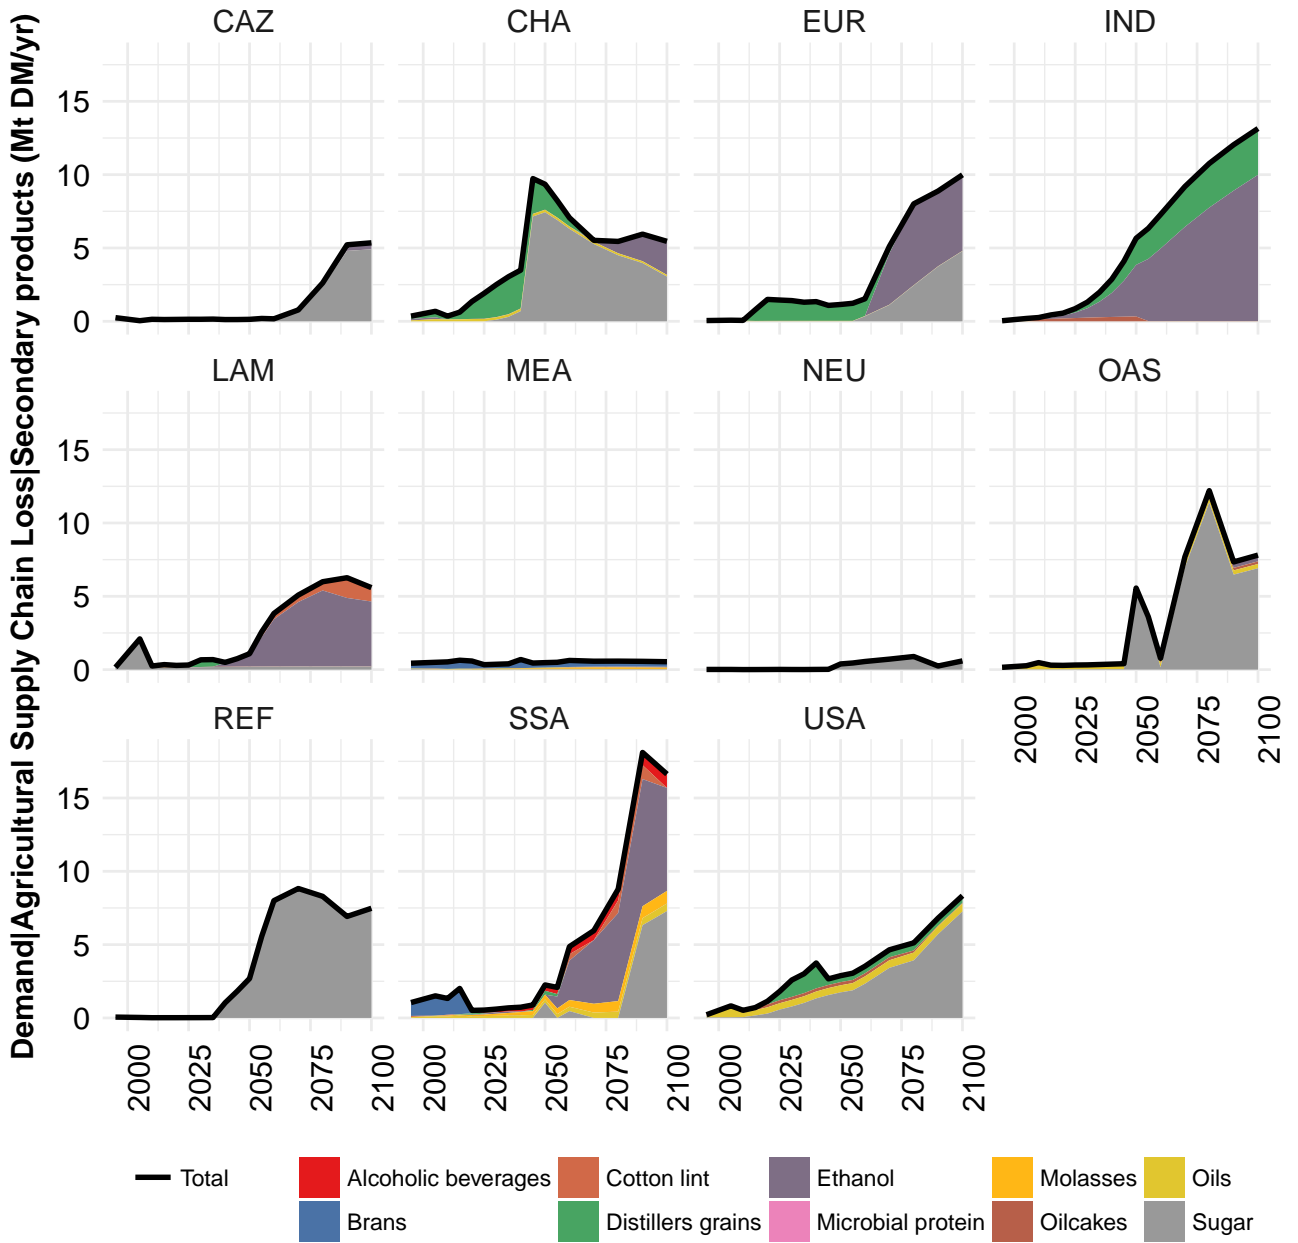 Demand|Agricultural Supply Chain Loss|Secondary products (Mt DM/yr)
CAZ CHA EUR IND
15
10
5
0
LAM MEA NEU OAS
15
10
5
0
2000 2025 2050 2075 2100
REF SSA USA
15
10
5
0
2000 2025 2050 2075 2100 2000 2025 2050 2075 2100 2000 2025 2050 2075 2100
Total Alcoholic beverages Cotton lint Ethanol Molasses Oils
Brans Distillers grains Microbial protein Oilcakes Sugar